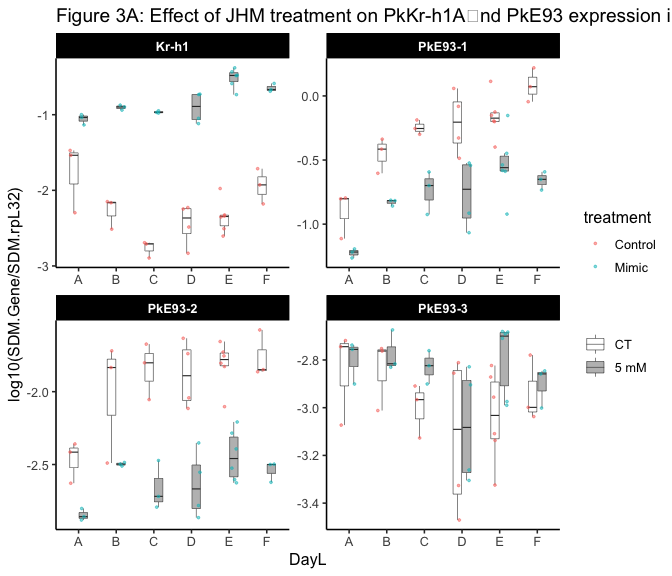 Figure 3A: Effect of JHM treatment on PkKr-h1A□nd PkE93 expression i
Kr-h1
PkE93-1
-1
-2
-3
0.0
-0.5
-1.0
A B C D E F
A B C D E F
PkE93-2
PkE93-3
-2.0
-2.5
-2.8
-3.0
-3.2
-3.4
A B C D E F
A B C D E F
DayL
log10(SDM.Gene/SDM.rpL32)
treatment
Control
Mimic
CT
5 mM